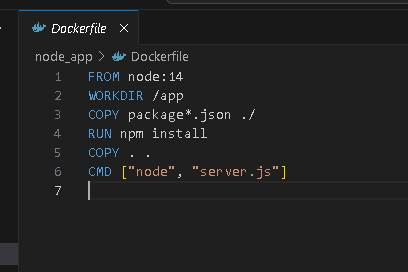 Dockerfile
node_app > Dockerfile
1 FROM node:14
2 WORKDIR /app
3 COPY package*.json ./
4 RUN npm install
5 COPY . .
6 CMD ["node", "server.js"]
7